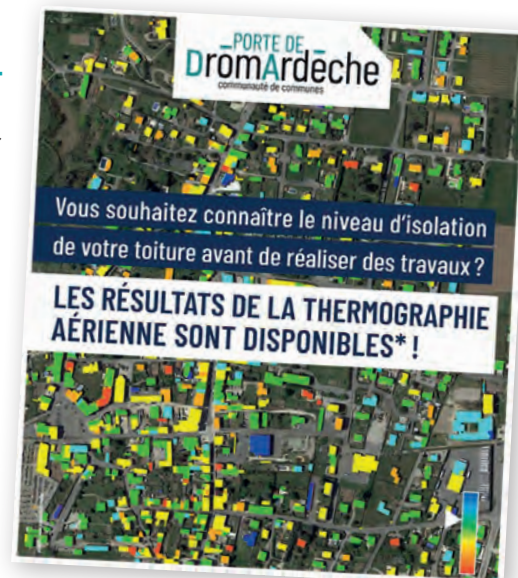 PORTE DE
DrômArdèche
communauté de communes
Vous souhaitez connaître le niveau d'isolation
de votre toiture avant de réaliser des travaux ?
LES RÉSULTATS DE LA THERMOGRAPHIE
AÉRIENNE SONT DISPONIBLES* !